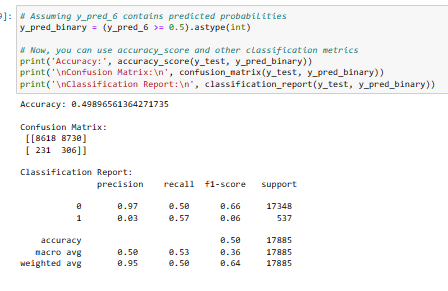 9]: # Assuming y_pred_6 contains predicted probabilities
y_pred_binary = (y_pred_6 >= 0.5).astype(int)
# Now, you can use accuracy_score and other classification metrics
print('Accuracy:', accuracy_score(y_test, y_pred_binary))
print('\nConfusion Matrix:\n', confusion_matrix(y_test, y_pred_binary))
print('\nClassification Report:\n', classification_report(y_test, y_pred_binary))
Accuracy: 0.49896561364271735
Confusion Matrix:
[[8618 8730]
[ 231 306]]
Classification Report:
precision recall f1-score support
0 0.97 0.50 0.66 17348
1 0.03 0.57 0.06 537
accuracy 0.50 17885
macro avg 0.50 0.53 0.36 17885
weighted avg 0.95 0.50 0.64 17885